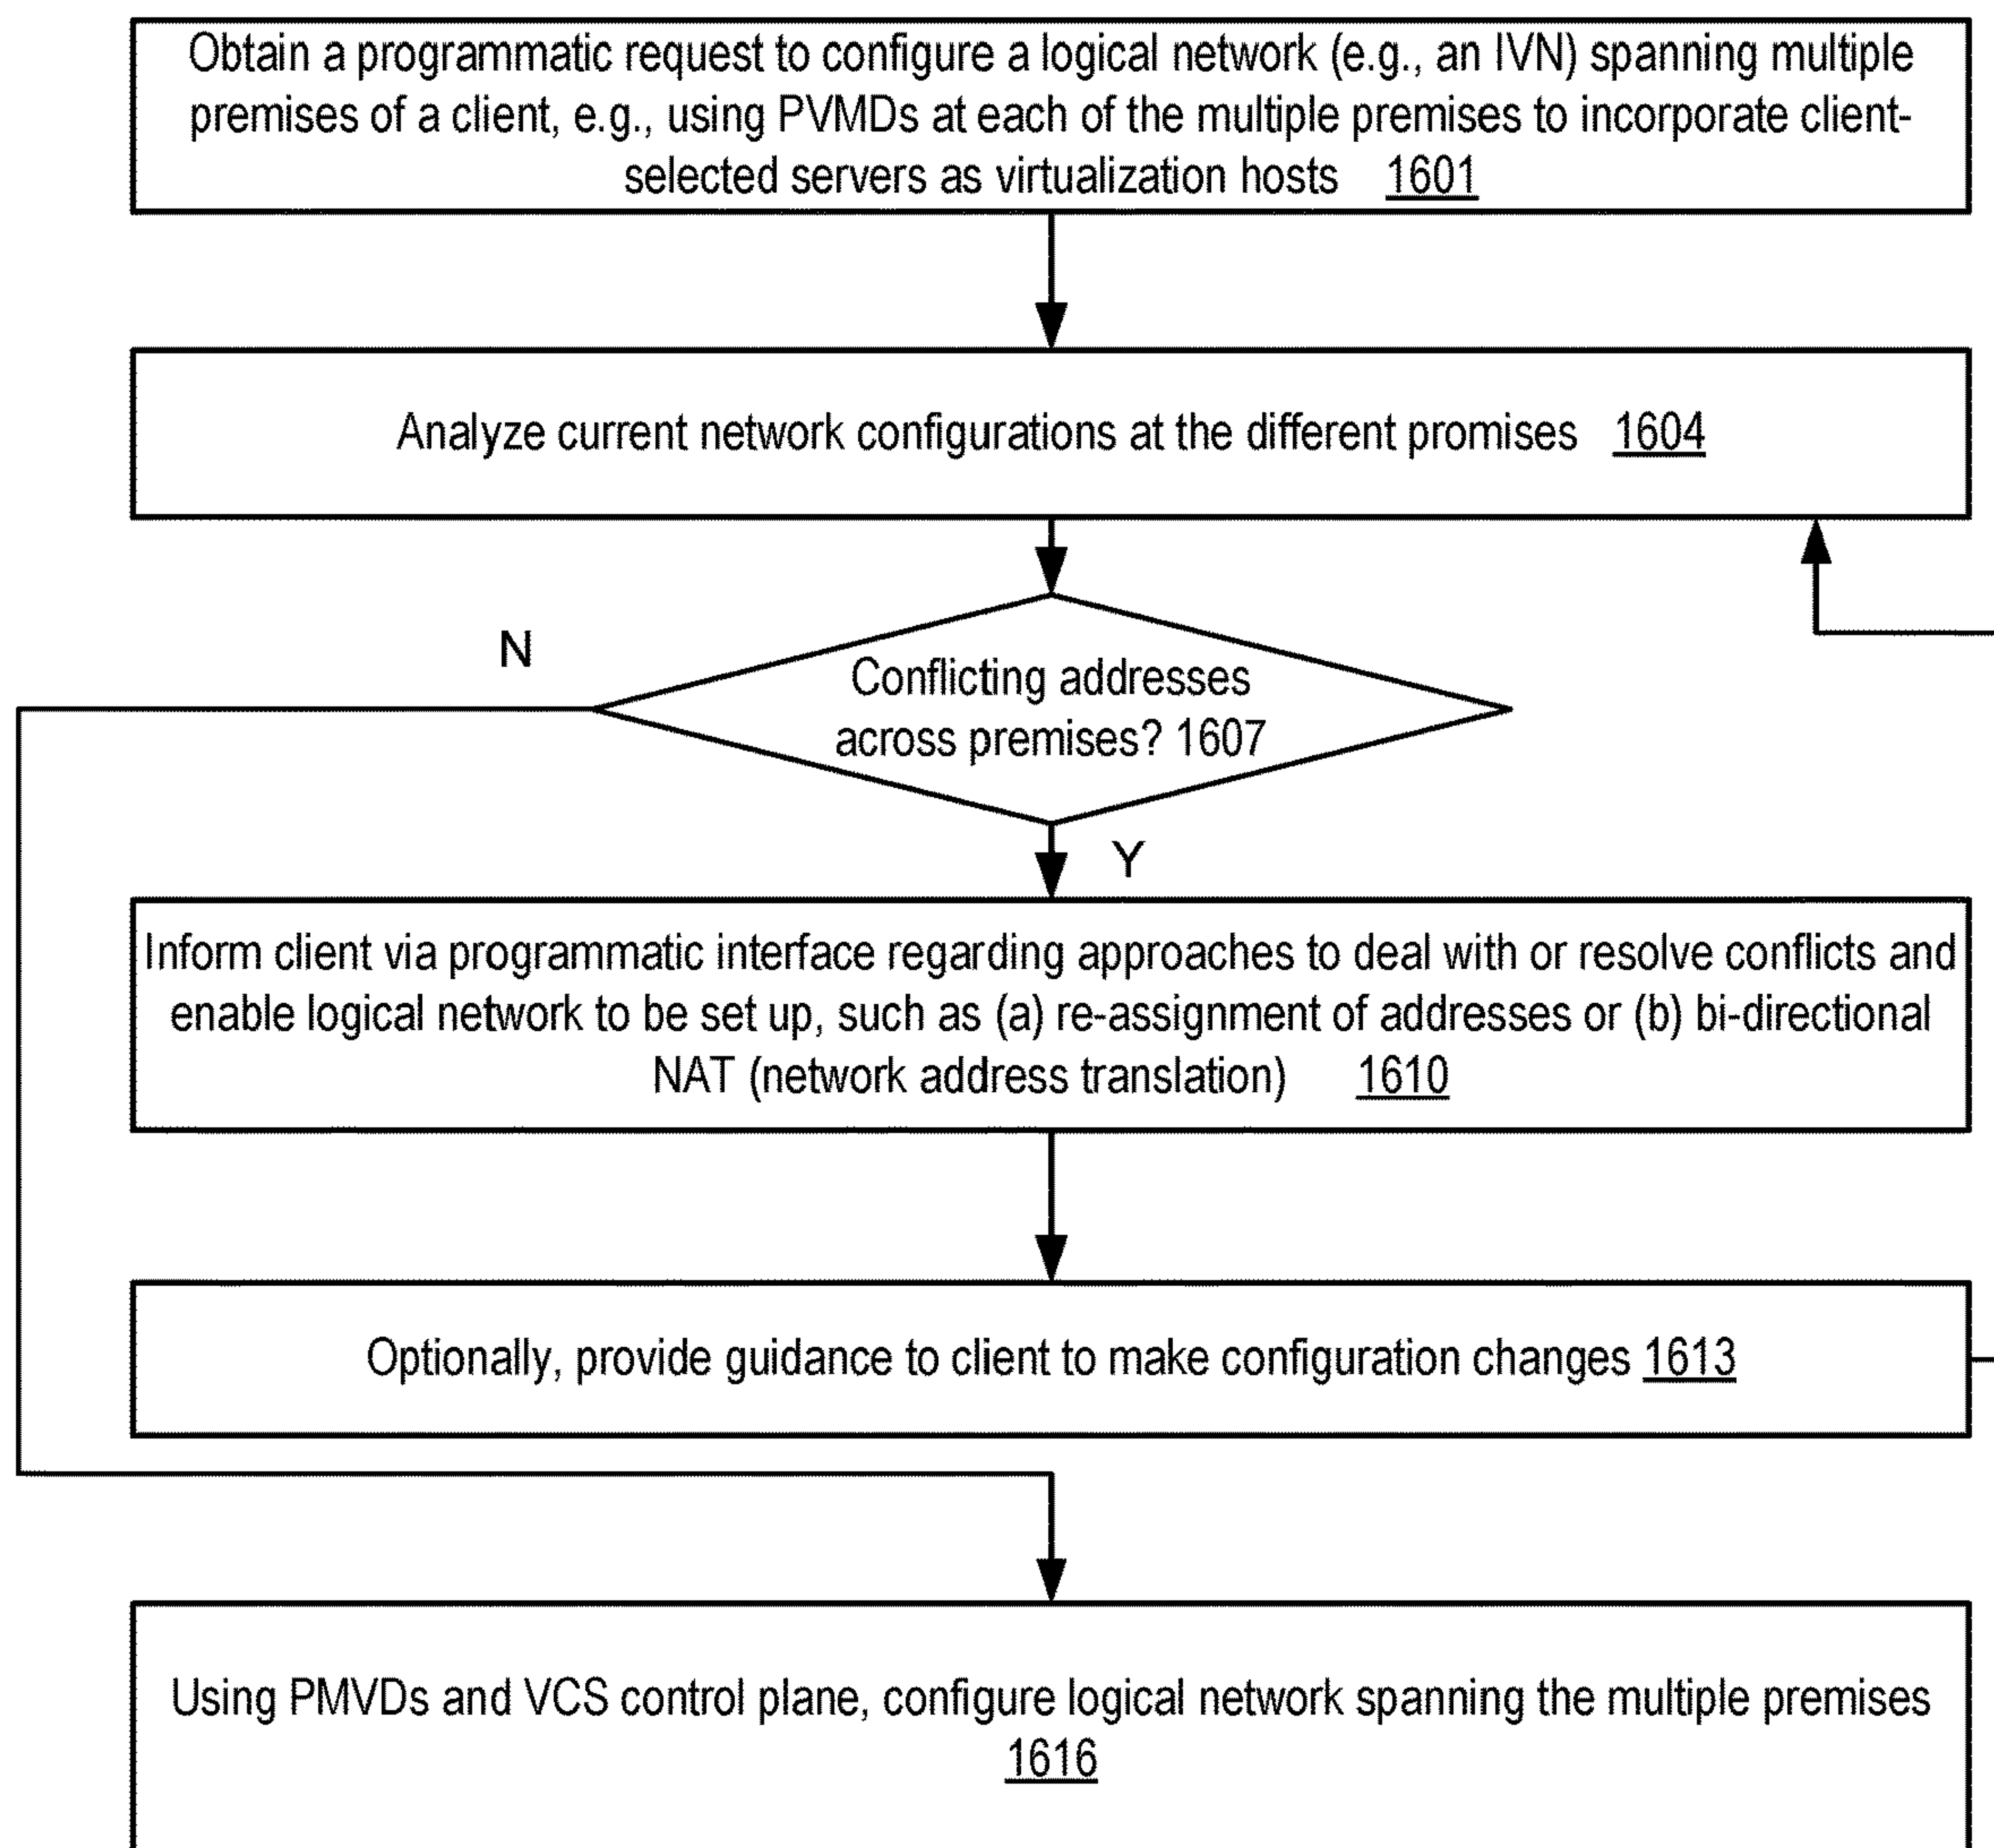 Obtain a programmatic request to configure a logical network (e.g., an IVN) spanning multiple
premises of a client, e.g., using PVMDs at each of the multiple premises to incorporate client-
selected servers as virtualization hosts 1601
Analyze current network configurations at the different promises 1604
N
Conflicting addresses
across premises? 1607
Y
Inform client via programmatic interface regarding approaches to deal with or resolve conflicts and
enable logical network to be set up, such as (a) re-assignment of addresses or (b) bi-directional
NAT (network address translation) 1610
Optionally, provide guidance to client to make configuration changes 1613
Using PMVDs and VCS control plane, configure logical network spanning the multiple premises
1616